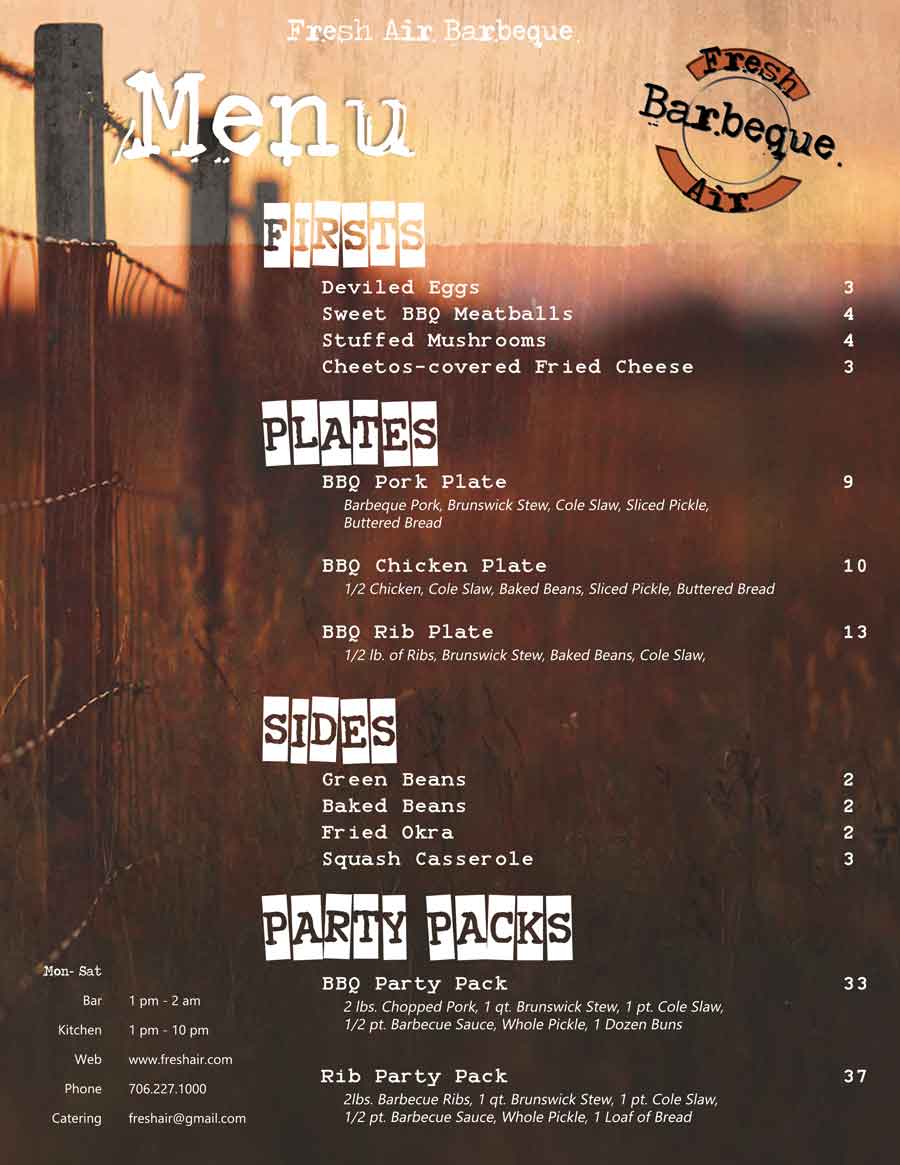 Fresh Air Barbeque
Menu
Fresh
Barbeque
Air
FIRSTS
Deviled Eggs 3
Sweet BBQ Meatballs 4
Stuffed Mushrooms 4
Cheetos-covered Fried Cheese 3
PLATES
BBQ Pork Plate 9
Barbeque Pork, Brunswick Stew, Cole Slaw, Sliced Pickle,
Buttered Bread
BBQ Chicken Plate 10
1/2 Chicken, Cole Slaw, Baked Beans, Sliced Pickle, Buttered Bread
BBQ Rib Plate 13
1/2 lb. of Ribs, Brunswick Stew, Baked Beans, Cole Slaw,
SIDES
Green Beans 2
Baked Beans 2
Fried Okra 2
Squash Casserole 3
PARTY PACKS
BBQ Party Pack 33
2 lbs. Chopped Pork, 1 qt. Brunswick Stew, 1 pt. Cole Slaw,
1/2 pt. Barbecue Sauce, Whole Pickle, 1 Dozen Buns
Rib Party Pack 37
2lbs. Barbecue Ribs, 1 qt. Brunswick Stew, 1 pt. Cole Slaw,
1/2 pt. Barbecue Sauce, Whole Pickle, 1 Loaf of Bread
Mon- Sat
Bar 1 pm - 2 am
Kitchen 1 pm - 10 pm
Web www.freshair.com
Phone 706.227.1000
Catering freshair@gmail.com